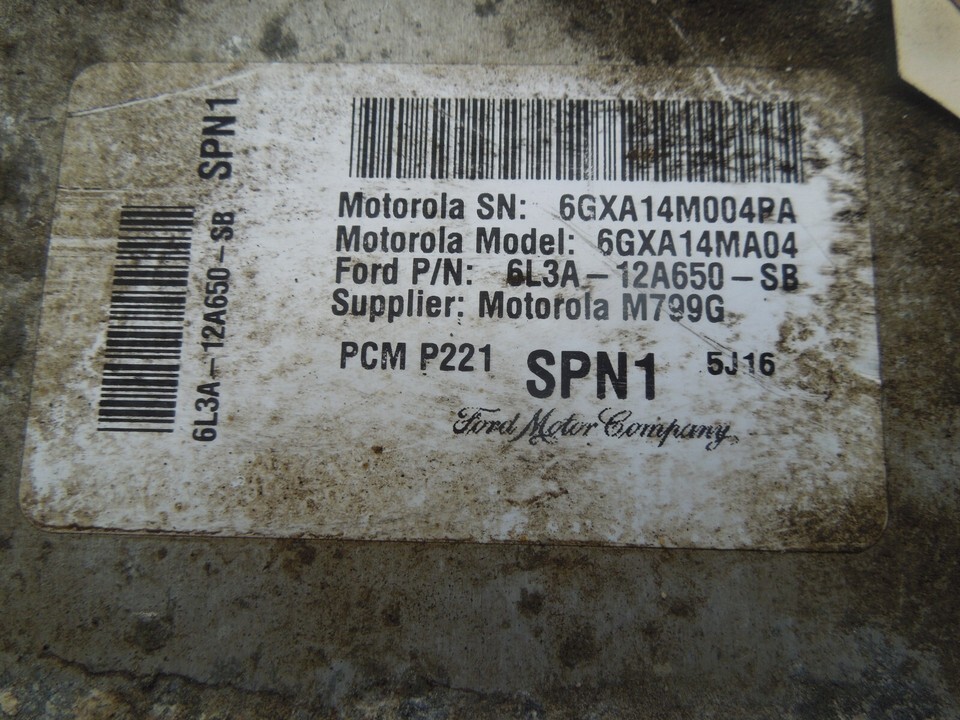 SPN1
6L3A-12A650-SB
Motorola SN: 6GXA14M004PA
Motorola Model: 6GXA14MA04
Ford P/N: 6L3A-12A650-SB
Supplier: Motorola M799G
PCM P221 SPN1 5J16
Ford Motor Company